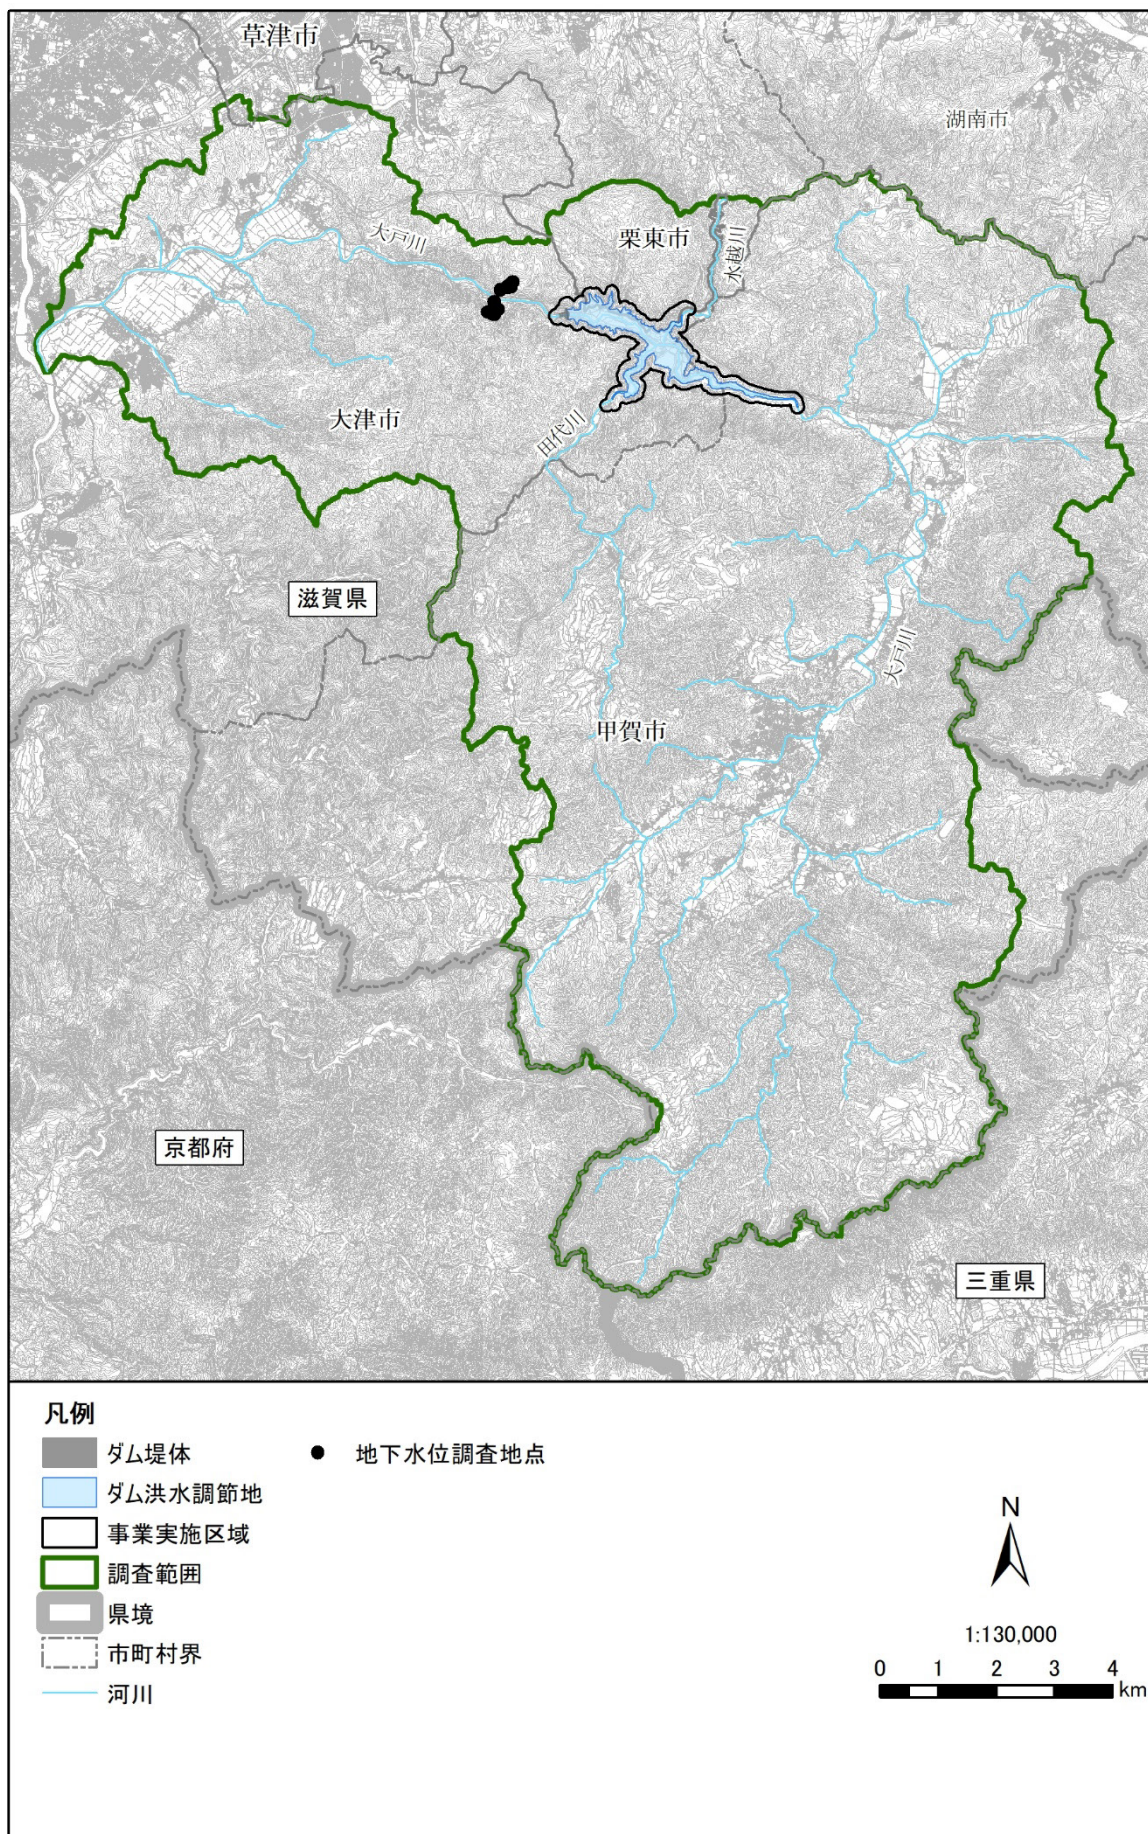 草津市
湖南市
栗東市
大戸川
水越川
大津市
田代川
滋賀県
大戸川
甲賀市
京都府
三重県
凡例
ダム堤体
地下水位調査地点
ダム洪水調節地
事業実施区域
調査範囲
県境
市町村界
河川
N
1:130,000
0 1 2 3 4
km